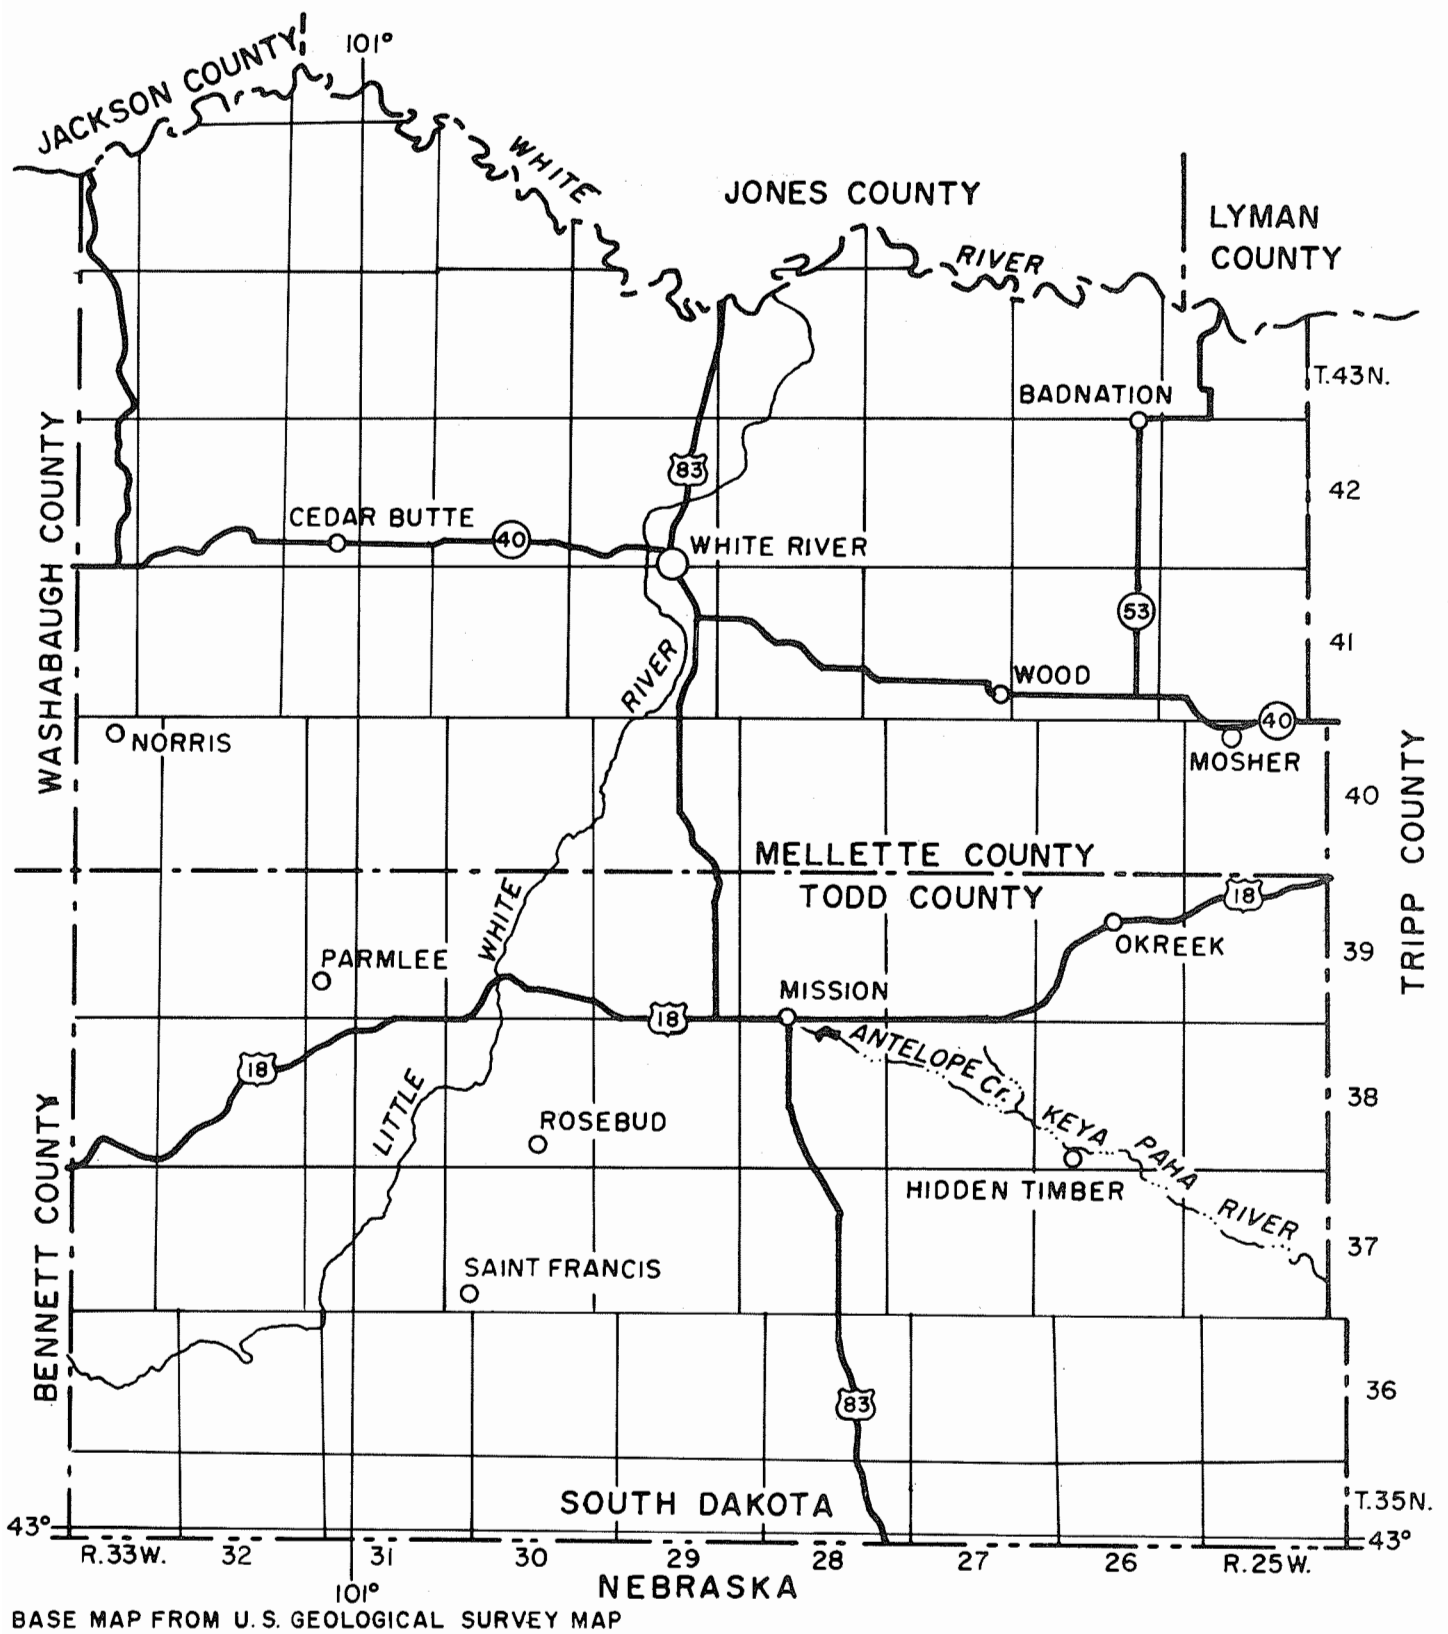 JACKSON COUNTY
101°
WHITE
JONES COUNTY
LYMAN
COUNTY
RIVER
T.43N.
BADNATION
83
42
CEDAR BUTTE
40
WHITE RIVER
WASHABAUGH COUNTY
53
41
RIVER
WOOD
NORRIS
40
MOSHER
40
TRIPP COUNTY
MELLETTE COUNTY
TODD COUNTY
18
WHITE
OKREEK
39
PARMLEE
MISSION
18
ANTELOPE Cr.
18
LITTLE
38
KEYA PAHA RIVER
ROSEBUD
HIDDEN TIMBER
BENNETT COUNTY
37
SAINT FRANCIS
36
83
SOUTH DAKOTA
T.35N.
43°
43°
R.33W. 32 31 30 29 28 27 26 R.25W.
101°
NEBRASKA
BASE MAP FROM U.S. GEOLOGICAL SURVEY MAP